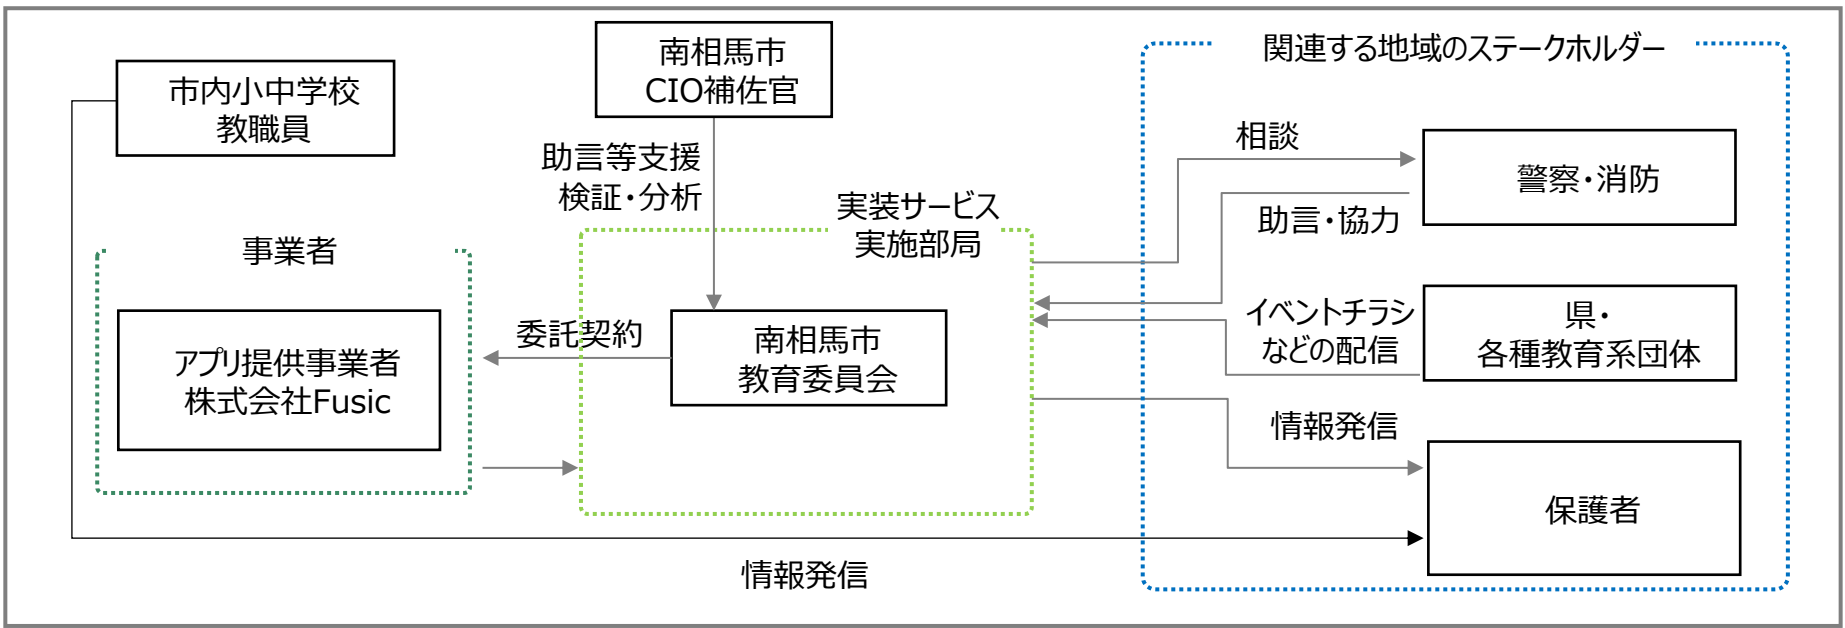 市内小中学校
教職員
南相馬市
CIO補佐官
関連する地域のステークホルダー
助言等支援
検証・分析
相談
警察・消防
助言・協力
実装サービス
実施部局
事業者
アプリ提供事業者
株式会社Fusic
委託契約
南相馬市
教育委員会
イベントチラシ
などの配信
県・
各種教育系団体
情報発信
保護者
情報発信